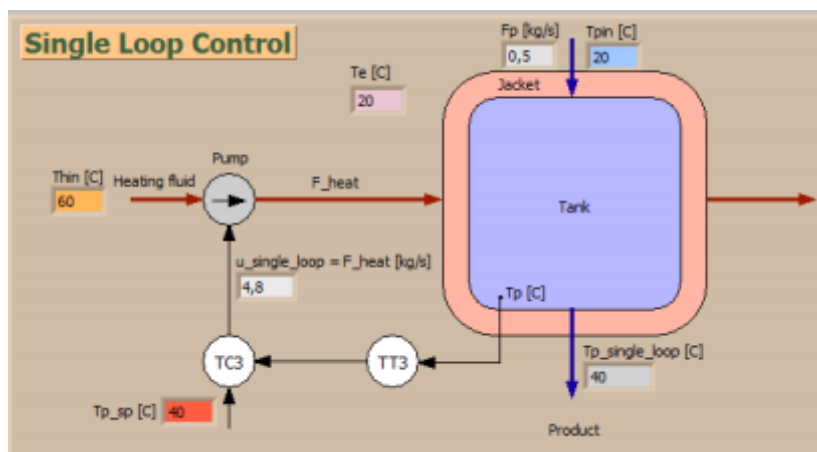 Single Loop Control
Fp [kg/s]
0,5
Tpin [C]
20
Te [C]
20
Jacket
Pump
Thin [C]
60
Heating fluid
F_heat
Tank
u_single_loop = F_heat [kg/s]
4,8
Tp [C]
TC3
TT3
Tp_single_loop [C]
40
Tp_sp [C]
40
Product